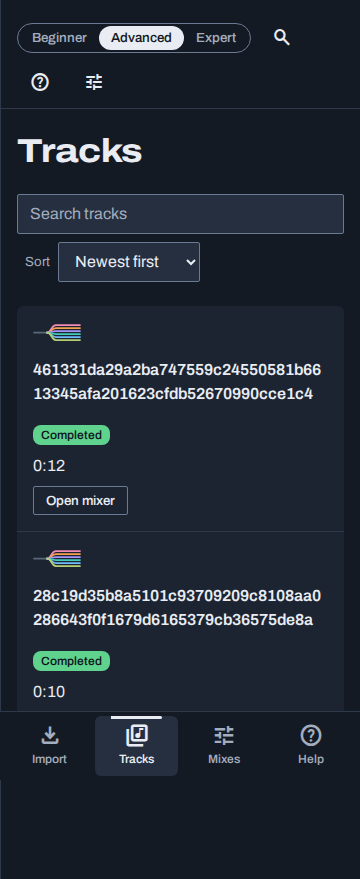 Beginner Advanced Expert
Tracks
Search tracks
Sort Newest first
461331da29a2ba747559c24550581b66
13345afa201623cfdb52670990cce1c4
Completed
0:12
Open mixer
28c19d35b8a5101c93709209c8108aa0
286643f0f1679d6165379cb36575de8a
Completed
0:10
Import Tracks Mixes Help